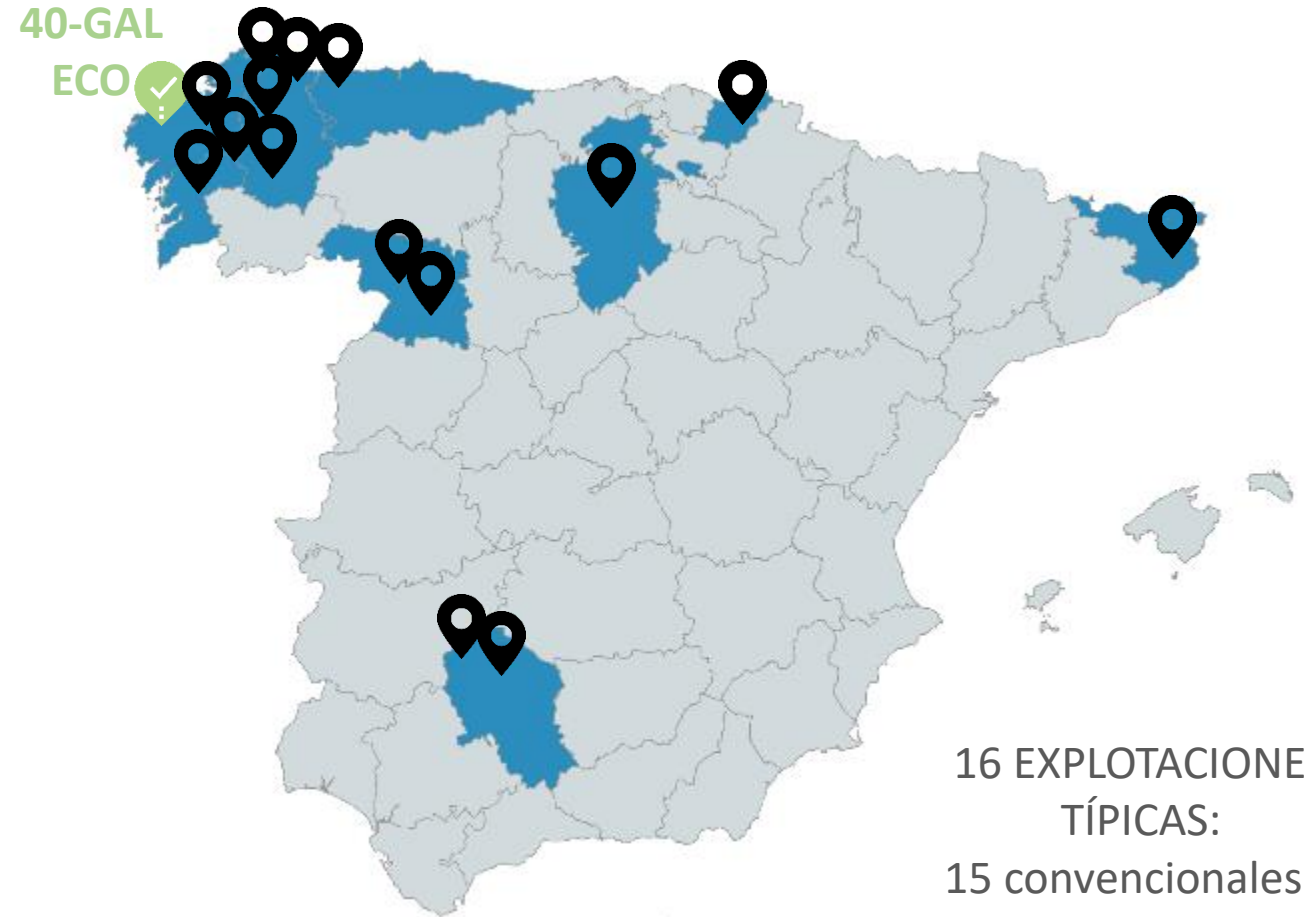 40-GAL
ECO
16 EXPLOTACIONE
TÍPICAS:
15 convencionales